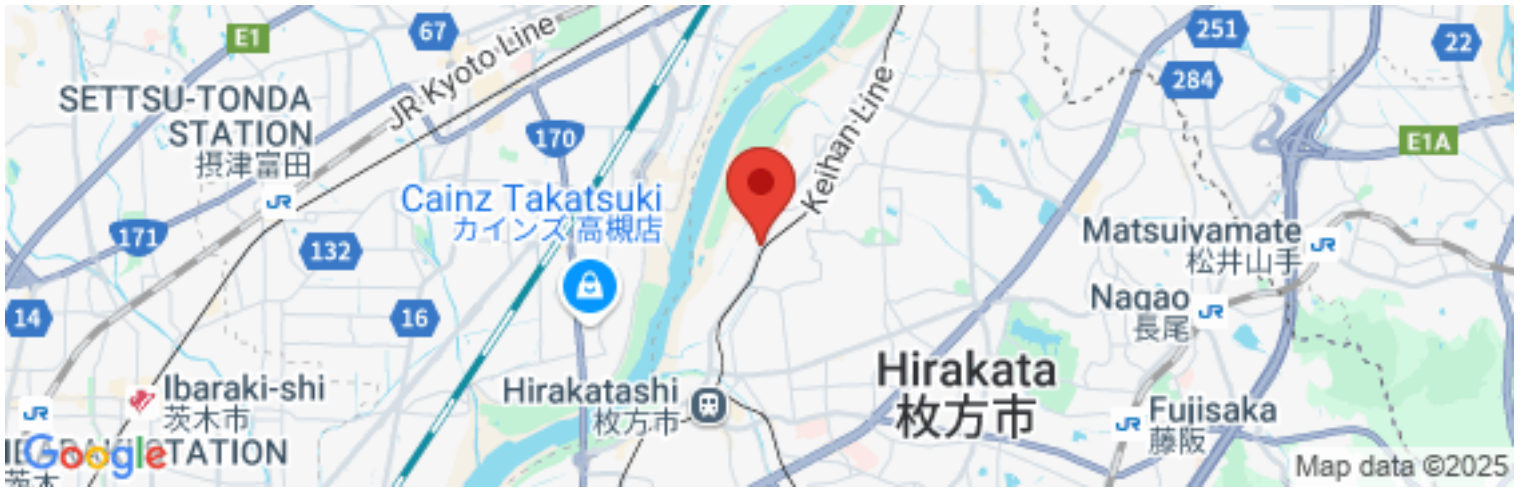 E1
67
JR Kyoto Line
251
22
284
SETTSU-TONDA
STATION
摂津富田
JR
170
E1A
Keihan Line
Cainz Takatsuki
カインズ 高槻店
171
132
Matsuiyamate
松井山手
JR
Nagao
長尾
JR
14
16
Hirakata
枚方市
Hirakatashi
枚方市
Ibaraki-shi
茨木市
JR
Fujisaka
藤阪
JR
STATION
茨木
Google
Map data ©2025